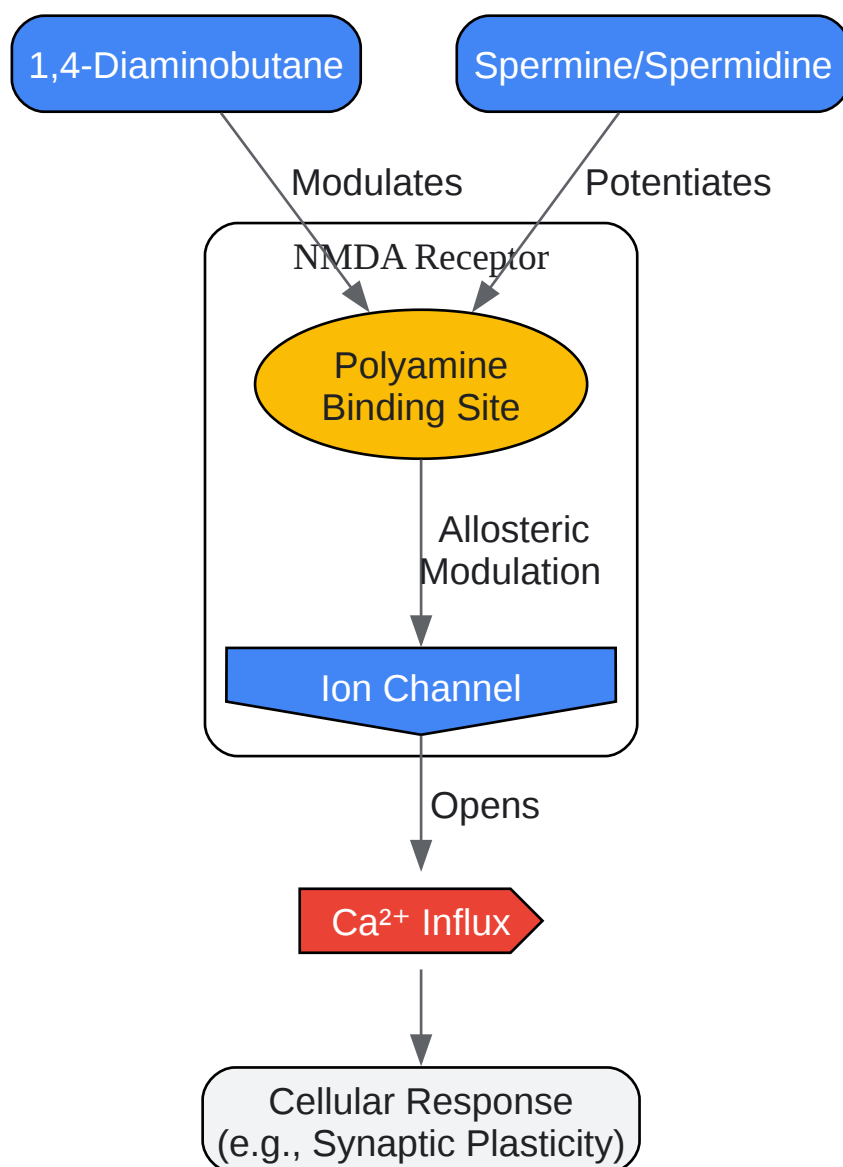 1,4-Diaminobutane
Spermine/Spermidine
Modulates
Potentiates
NMDA Receptor
Polyamine
Binding Site
Allosteric
Modulation
Ion Channel
Opens
Ca²⁺ Influx
Cellular Response
(e.g., Synaptic Plasticity)